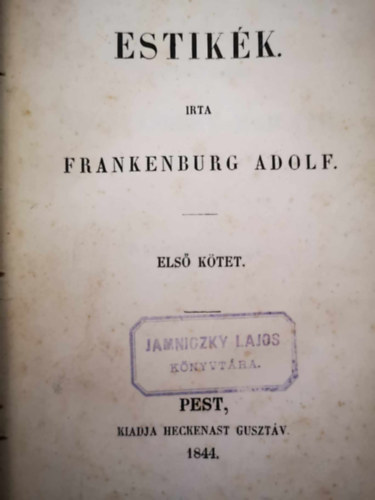 ESTIKÉK.
IRTA
FRANKENBURG ADOLF.
ELSŐ KÖTET.
JAMNICZKY LAJOS
KÖNYVTÁRA.
PEST,
KIADJA HECKENAST GUSZTÁV.
1844.